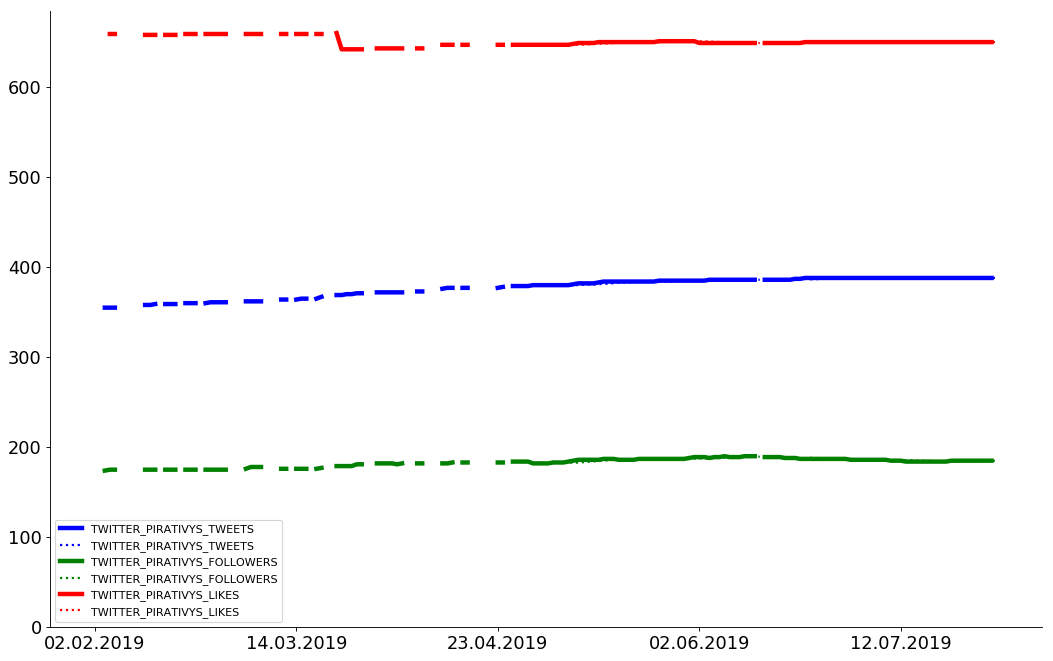 600
500
400
300
200
100
0
TWITTER_PIRATIVYS_TWEETS
TWITTER_PIRATIVYS_TWEETS
TWITTER_PIRATIVYS_FOLLOWERS
TWITTER_PIRATIVYS_FOLLOWERS
TWITTER_PIRATIVYS_LIKES
TWITTER_PIRATIVYS_LIKES
02.02.2019 14.03.2019 23.04.2019 02.06.2019 12.07.2019